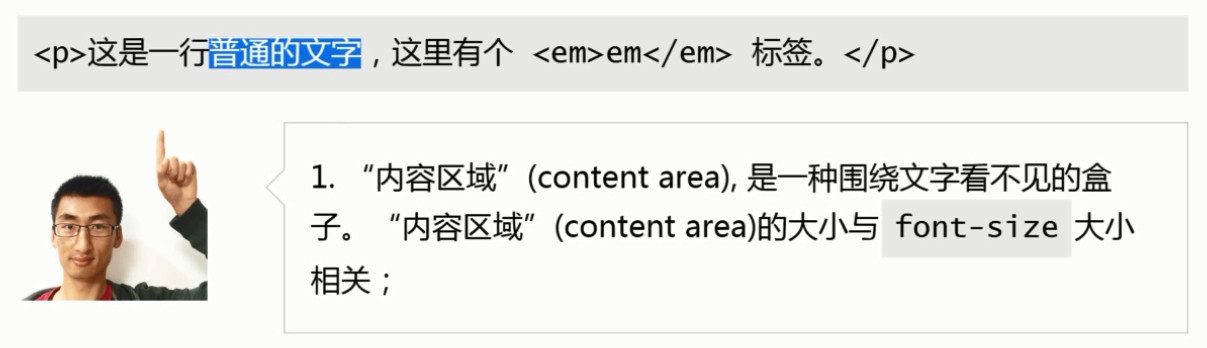 <p>这是一行普通的文字，这里有个 <em>em</em> 标签。</p>
1. “内容区域”(content area), 是一种围绕文字看不见的盒
子。“内容区域”(content area)的大小与 font-size 大小
相关；